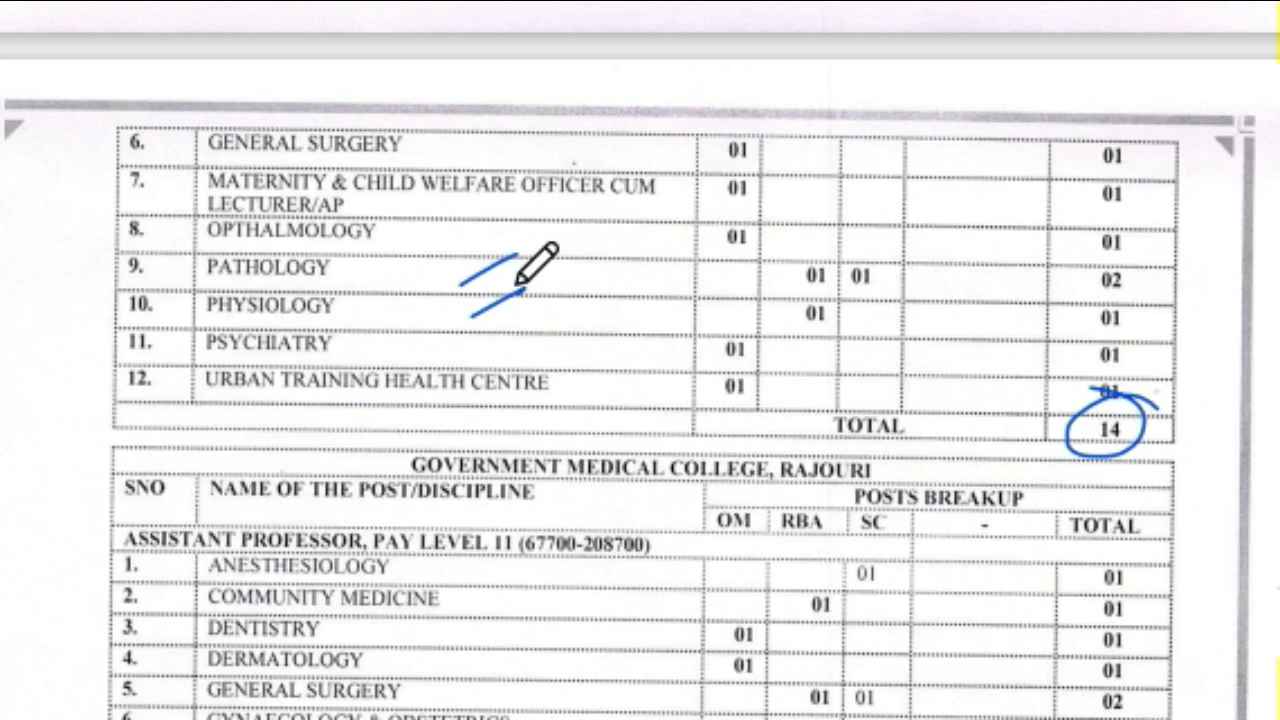 6. GENERAL SURGERY 01 01
7. MATERNITY & CHILD WELFARE OFFICER CUM 01 01
LECTURER/AP
8. OPTHALMOLOGY 01 01
9. PATHOLOGY 01 01 02
10. PHYSIOLOGY 01 01
11. PSYCHIATRY 01 01
12. URBAN TRAINING HEALTH CENTRE 01 01
TOTAL 14
GOVERNMENT MEDICAL COLLEGE, RAJOURI
SNO NAME OF THE POST/DISCIPLINE POSTS BREAKUP
OM RBA SC - TOTAL
ASSISTANT PROFESSOR, PAY LEVEL 11 (67700-208700)
1. ANESTHESIOLOGY 01 01
2. COMMUNITY MEDICINE 01 01
3. DENTISTRY 01 01
4. DERMATOLOGY 01 01
5. GENERAL SURGERY 01 01 02
6. GYNAECOLOGY & OBSTETRICS